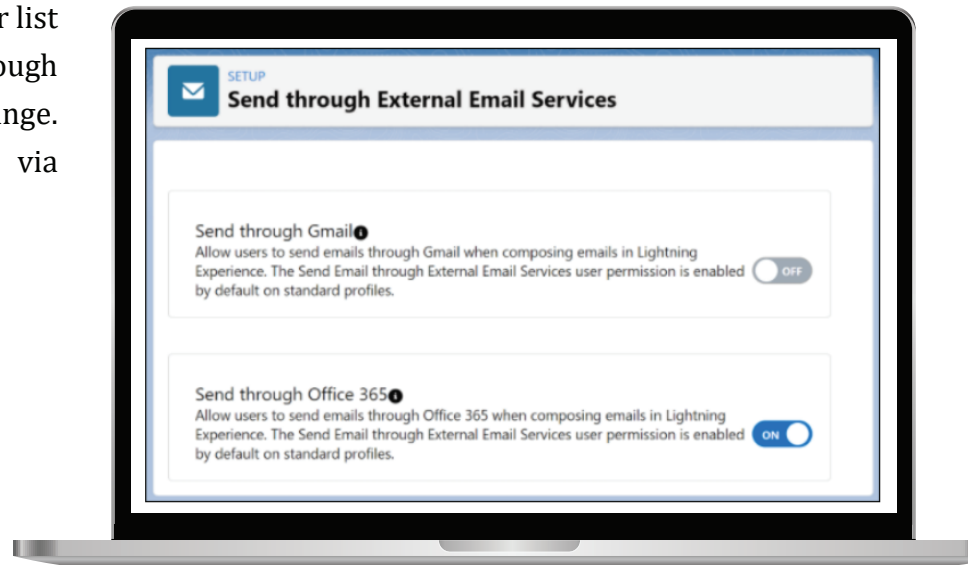 r list
ough
nge.
via
SETUP
Send through External Email Services
Send through Gmail
Allow users to send emails through Gmail when composing emails in Lightning
Experience. The Send Email through External Email Services user permission is enabled
by default on standard profiles.
OFF
Send through Office 365
Allow users to send emails through Office 365 when composing emails in Lightning
Experience. The Send Email through External Email Services user permission is enabled
by default on standard profiles.
ON